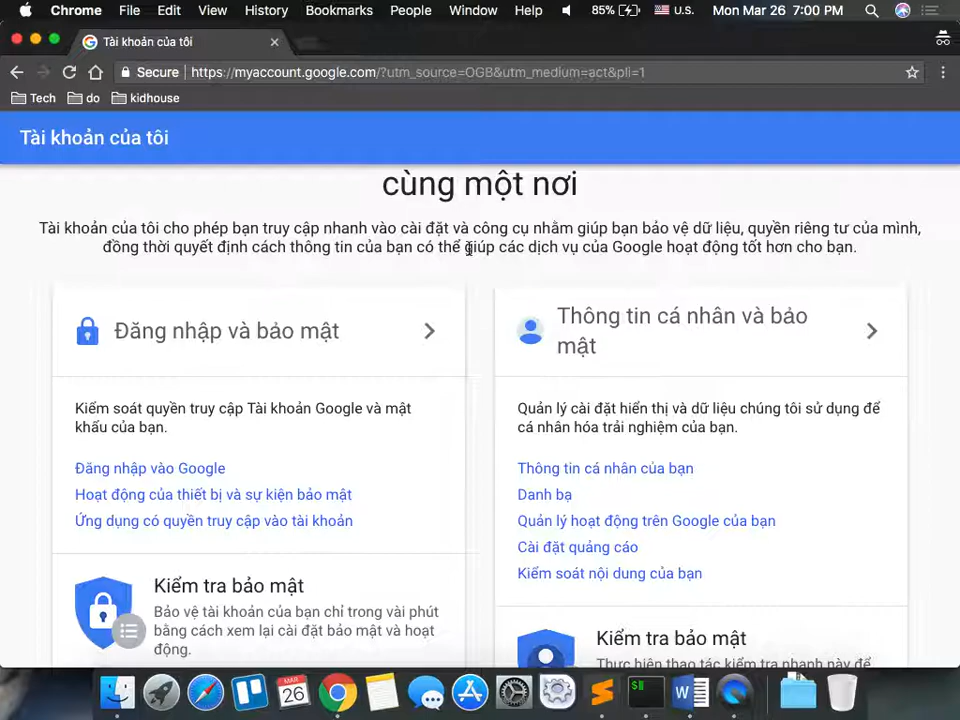 Chrome File Edit View History Bookmarks People Window Help 85% U.S. Mon Mar 26 7:00 PM
Tài khoản của tôi
Secure https://myaccount.google.com/?utm_source=OGB&utm_medium=act&pli=1
Tech do kidhouse
Tài khoản của tôi
cùng một nơi
Tài khoản của tôi cho phép bạn truy cập nhanh vào cài đặt và công cụ nhằm giúp bạn bảo vệ dữ liệu, quyền riêng tư của mình,
đồng thời quyết định cách thông tin của bạn có thể giúp các dịch vụ của Google hoạt động tốt hơn cho bạn.
Đăng nhập và bảo mật
Kiểm soát quyền truy cập Tài khoản Google và mật
khẩu của bạn.
Đăng nhập vào Google
Hoạt động của thiết bị và sự kiện bảo mật
Ứng dụng có quyền truy cập vào tài khoản
Kiểm tra bảo mật
Bảo vệ tài khoản của bạn chỉ trong vài phút
bằng cách xem lại cài đặt bảo mật và hoạt
động.
Thông tin cá nhân và bảo
mật
Quản lý cài đặt hiển thị và dữ liệu chúng tôi sử dụng để
cá nhân hóa trải nghiệm của bạn.
Thông tin cá nhân của bạn
Danh bạ
Quản lý hoạt động trên Google của bạn
Cài đặt quảng cáo
Kiểm soát nội dung của bạn
Kiểm tra bảo mật
Thực hiện thao tác kiểm tra nhanh này để
MAR
26
W